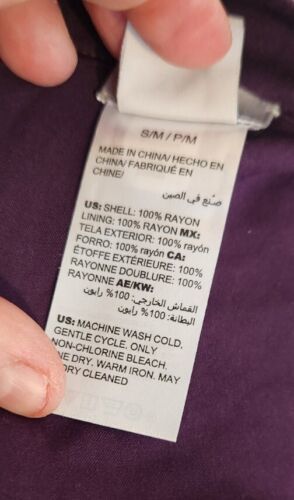 S/M / P/M
MADE IN CHINA/ HECHO EN
CHINA/ FABRIQUÉ EN
CHINE/
صنع في الصين
US: SHELL: 100% RAYON
LINING: 100% RAYON MX:
TELA EXTERIOR: 100% rayón
FORRO: 100% rayón CA:
ÉTOFFE EXTÉRIEURE: 100%
RAYONNE DOUBLURE: 100%
RAYONNE AE/KW:
القماش الخارجي: 100% رايون
البطانة: 100% رايون
US: MACHINE WASH COLD,
GENTLE CYCLE. ONLY
NON-CHLORINE BLEACH,
DRY. WARM IRON. MAY
DRY CLEANED